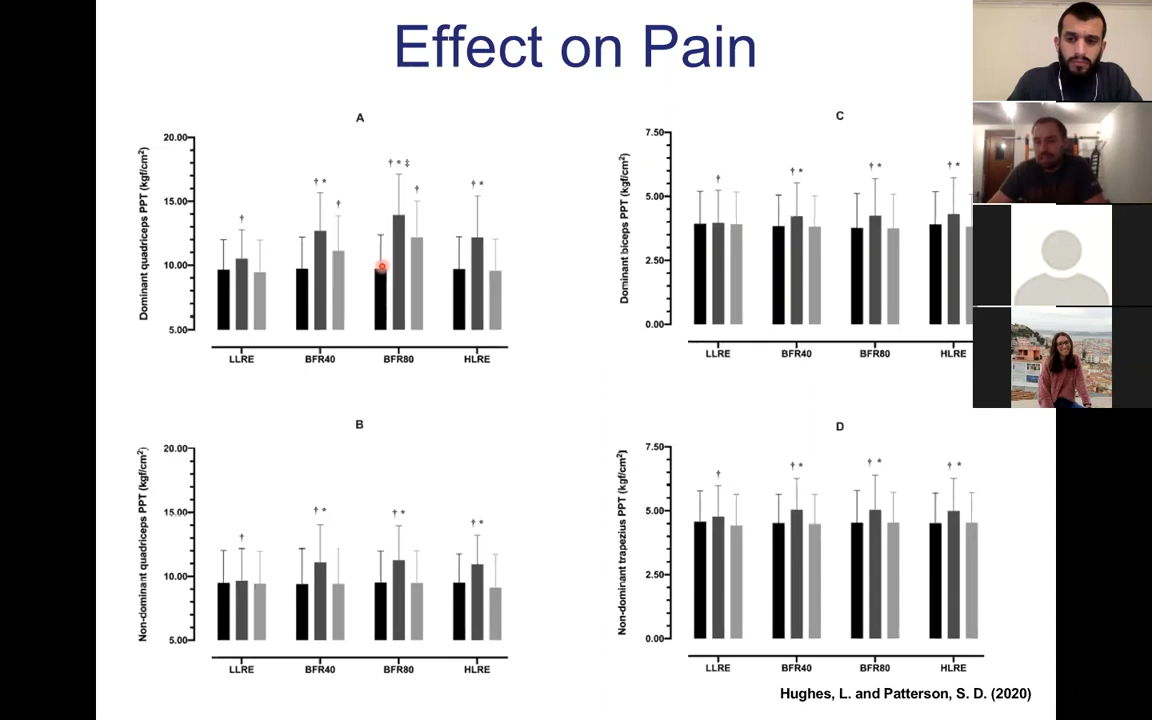 Effect on Pain
A
20.00
15.00
10.00
5.00
Dominant quadriceps PPT (kgf/cm²)
†
† *
†
† * ‡
†
† *
LLRE BFR40 BFR80 HLRE
C
7.50
5.00
2.50
0.00
Dominant biceps PPT (kgf/cm²)
†
† *
† *
† *
LLRE BFR40 BFR80 HLRE
B
20.00
15.00
10.00
5.00
Non-dominant quadriceps PPT (kgf/cm²)
†
† *
† *
† *
LLRE BFR40 BFR80 HLRE
D
7.50
5.00
2.50
0.00
Non-dominant trapezius PPT (kgf/cm²)
†
† *
† *
† *
LLRE BFR40 BFR80 HLRE
Hughes, L. and Patterson, S. D. (2020)